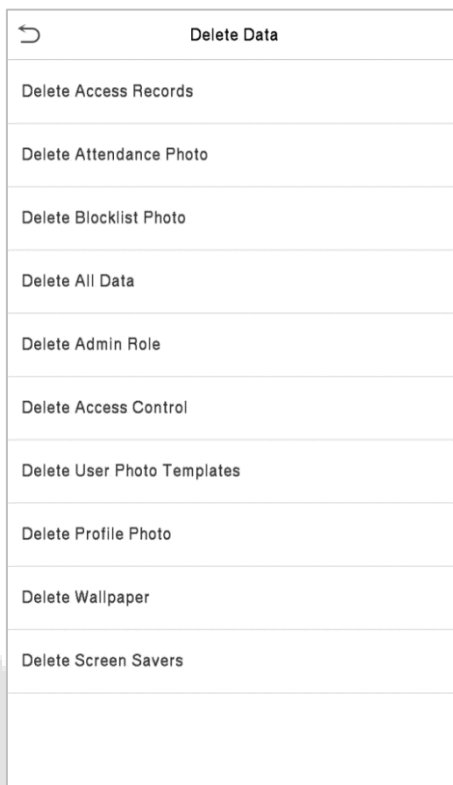 Delete Data
Delete Access Records
Delete Attendance Photo
Delete Blocklist Photo
Delete All Data
Delete Admin Role
Delete Access Control
Delete User Photo Templates
Delete Profile Photo
Delete Wallpaper
Delete Screen Savers